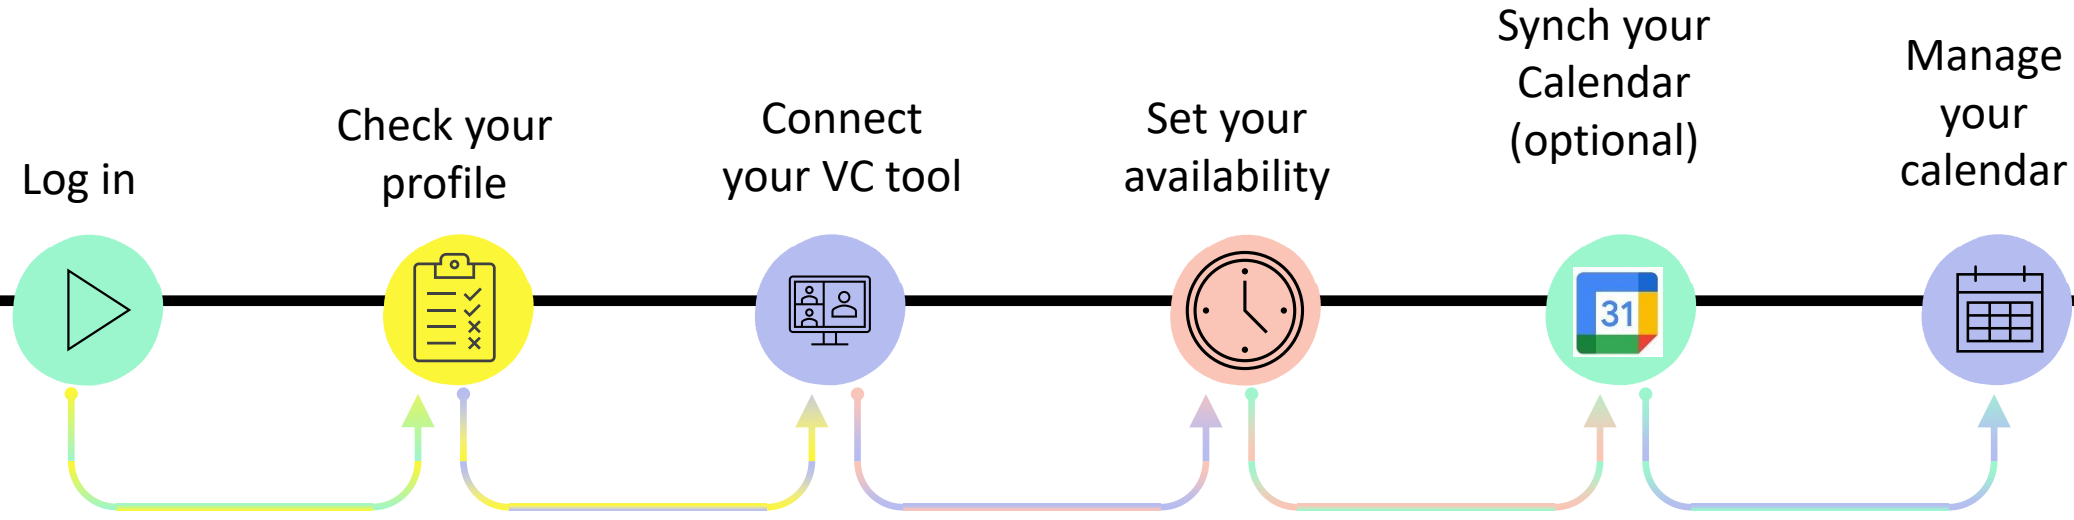 Log in
Check your
profile
Connect
your VC tool
Set your
availability
Synch your
Calendar
(optional)
Manage
your
calendar
31